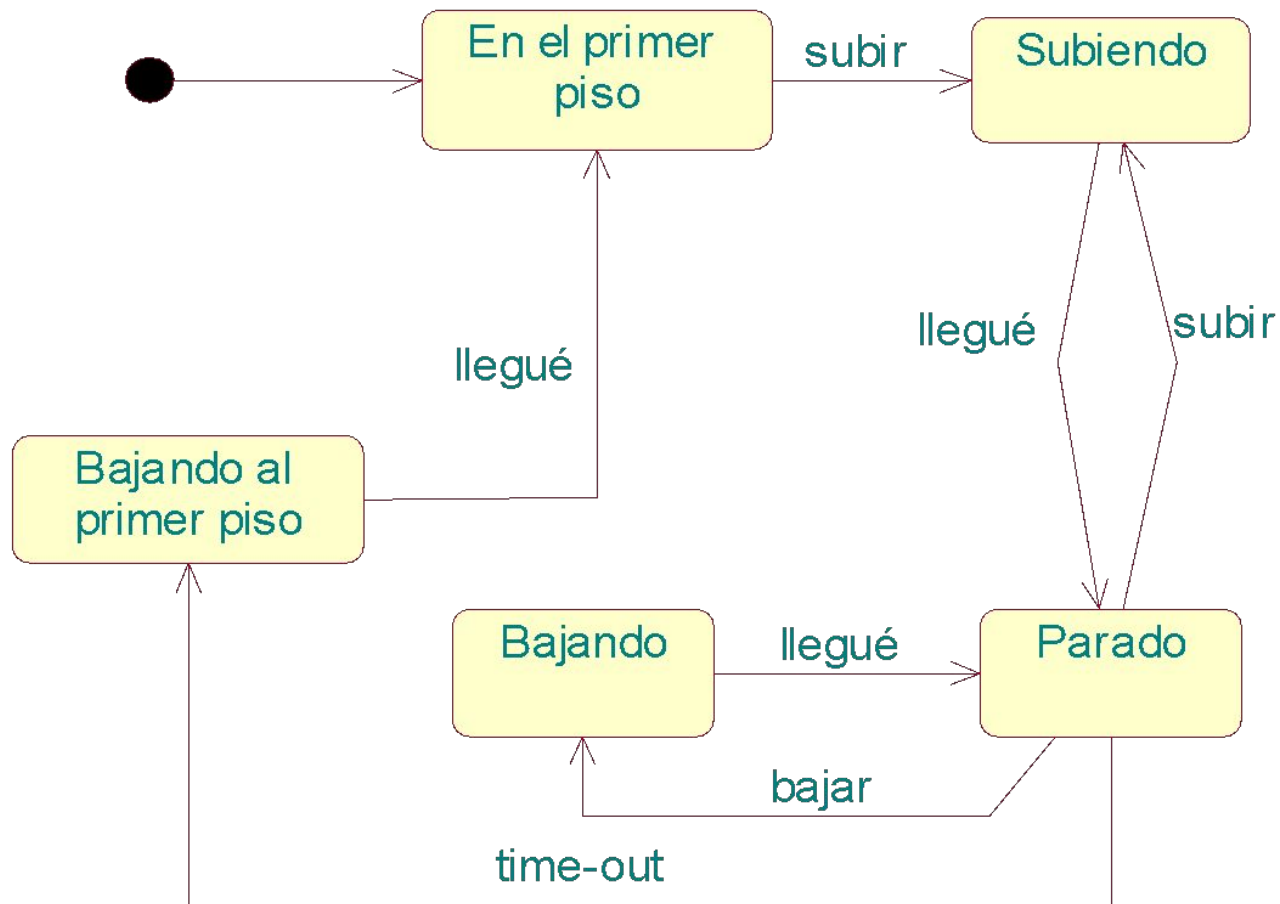 En el primer
piso
subir
Subiendo
llegué
subir
llegué
Bajando al
primer piso
Bajando
llegué
Parado
bajar
time-out